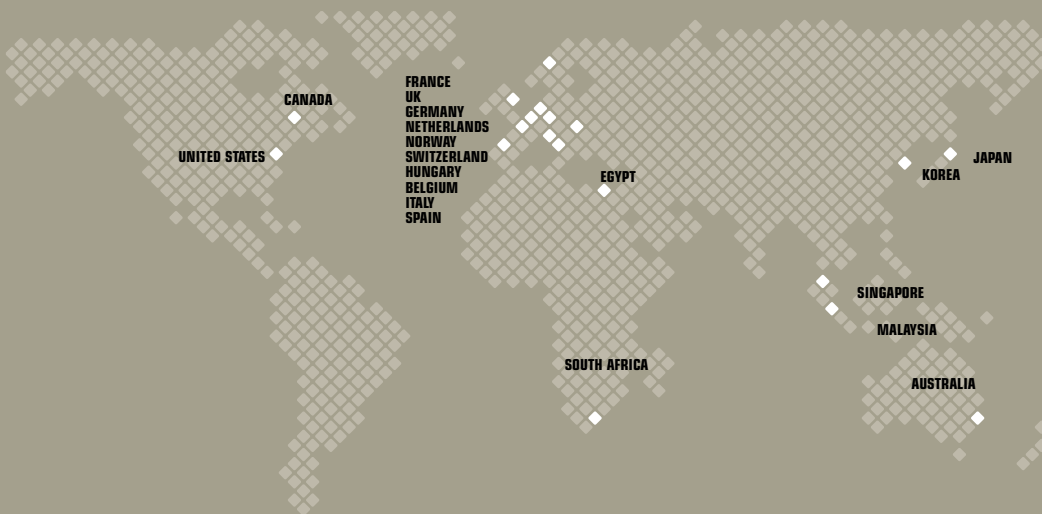 CANADA
UNITED STATES
FRANCE
UK
GERMANY
NETHERLANDS
NORWAY
SWITZERLAND
HUNGARY
BELGIUM
ITALY
SPAIN
EGYPT
SOUTH AFRICA
JAPAN
KOREA
SINGAPORE
MALAYSIA
AUSTRALIA